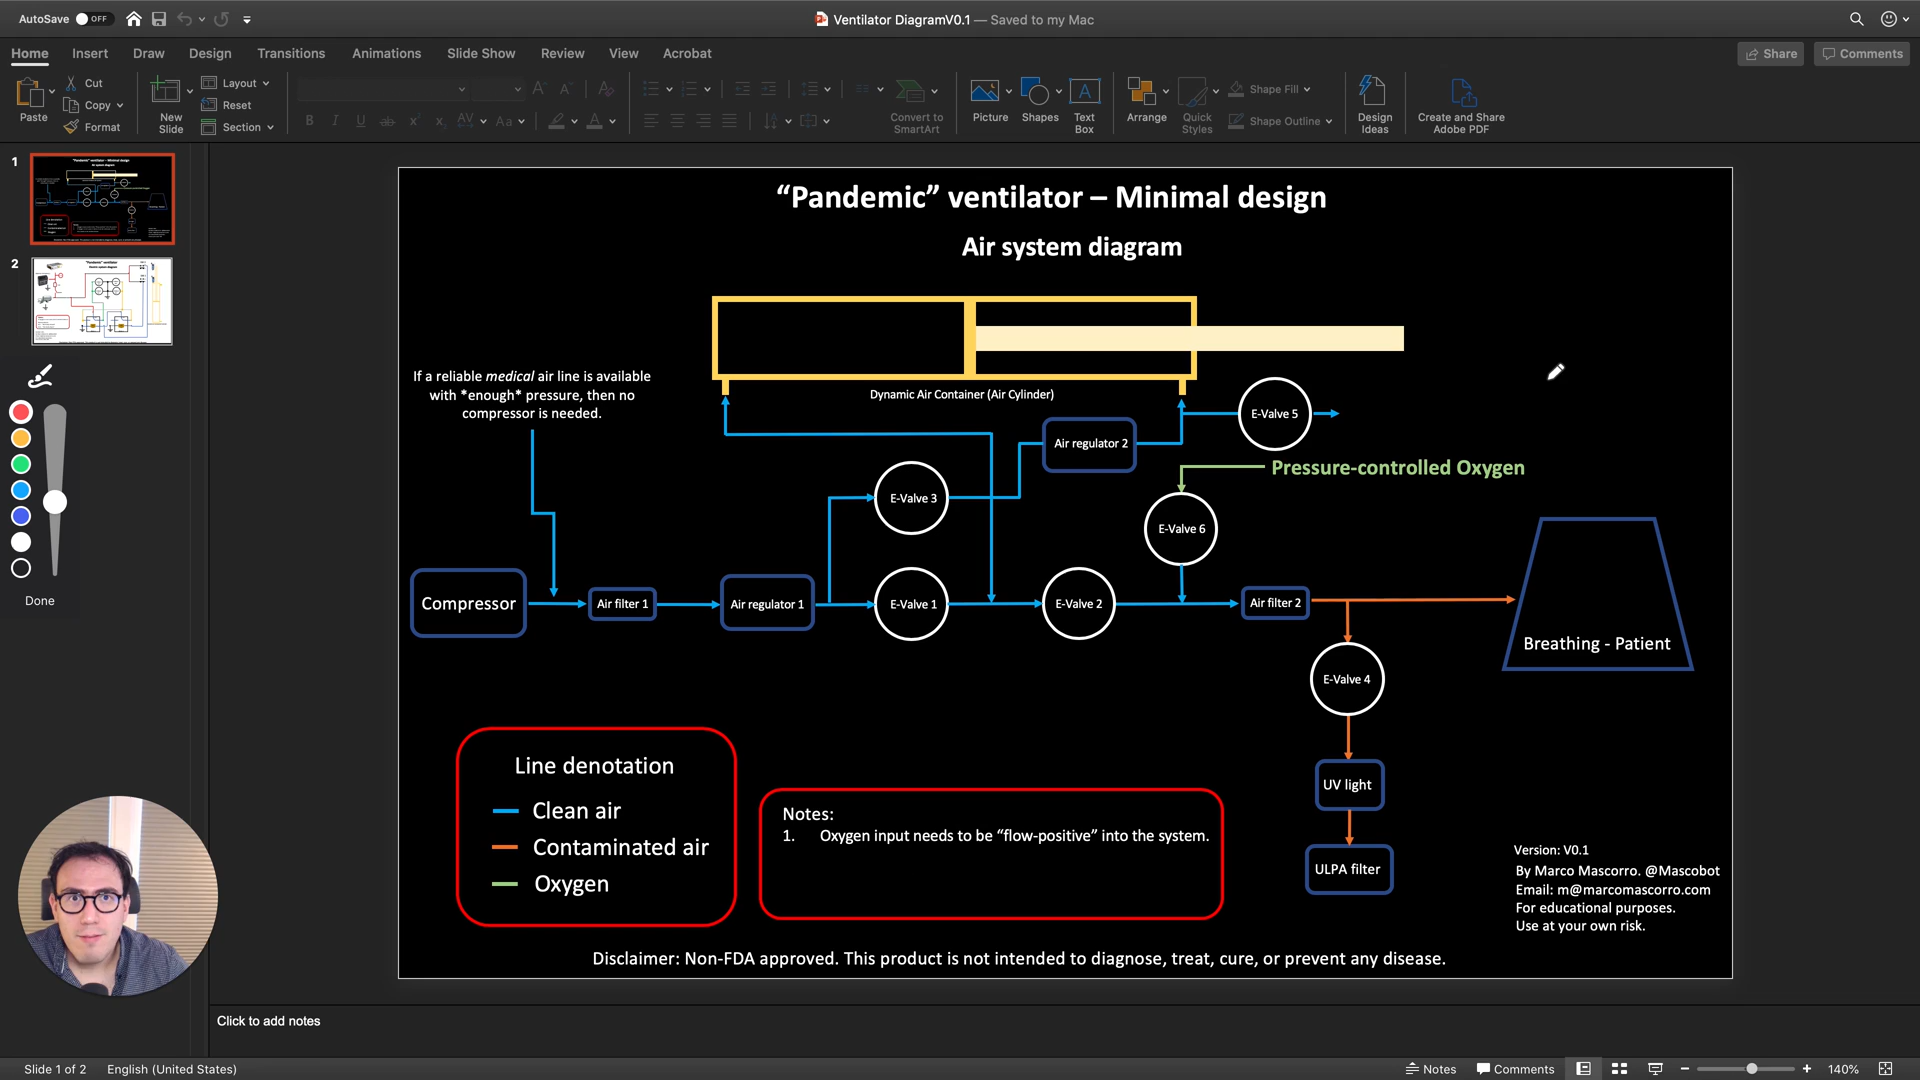 AutoSave OFF
Ventilator DiagramV0.1 — Saved to my Mac
Home Insert Draw Design Transitions Animations Slide Show Review View Acrobat
Share Comments
Paste
Cut
Copy
Format
New Slide
Layout
Reset
Section
B I U ab x² x₂ AV Aa A
Convert to SmartArt
Picture
Shapes
A
Text Box
Arrange
Quick Styles
Shape Fill
Shape Outline
Design Ideas
Create and Share Adobe PDF
1
2
Done
“Pandemic” ventilator – Minimal design
Air system diagram
If a reliable medical air line is available
with *enough* pressure, then no
compressor is needed.
Dynamic Air Container (Air Cylinder)
E-Valve 5
Air regulator 2
Pressure-controlled Oxygen
E-Valve 3
E-Valve 6
Compressor
Air filter 1
Air regulator 1
E-Valve 1
E-Valve 2
Air filter 2
Breathing - Patient
E-Valve 4
UV light
ULPA filter
Line denotation
Clean air
Contaminated air
Oxygen
Notes:
1. Oxygen input needs to be “flow-positive” into the system.
Version: V0.1
By Marco Mascorro. @Mascobot
Email: m@marcomascorro.com
For educational purposes.
Use at your own risk.
Disclaimer: Non-FDA approved. This product is not intended to diagnose, treat, cure, or prevent any disease.
Click to add notes
Slide 1 of 2 English (United States)
Notes Comments 140%